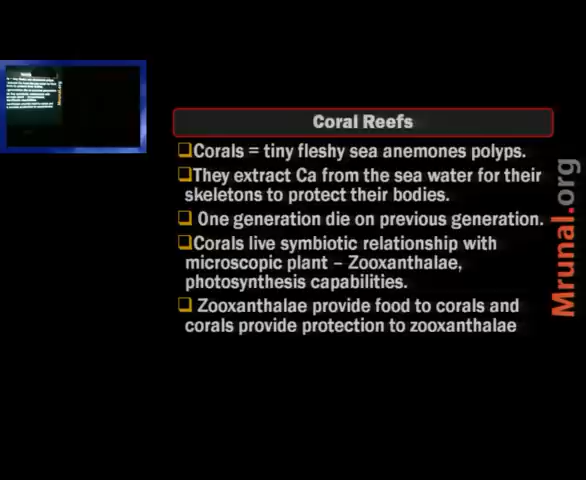 Coral Reefs
Corals = tiny fleshy sea anemones polyps.
They extract Ca from the sea water for their
skeletons to protect their bodies.
One generation die on previous generation.
Corals live symbiotic relationship with
microscopic plant – Zooxanthalae,
photosynthesis capabilities.
Zooxanthalae provide food to corals and
corals provide protection to zooxanthalae
Mrunal.org